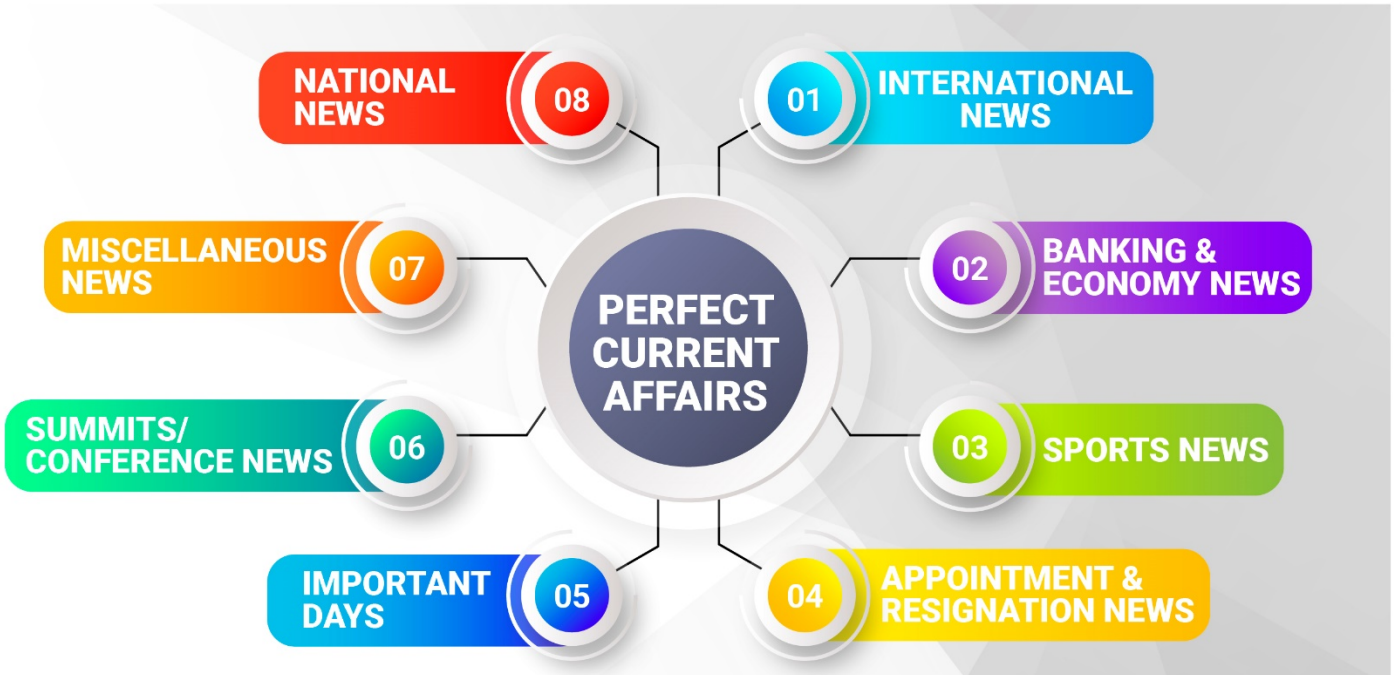 NATIONAL
NEWS
08
01
INTERNATIONAL
NEWS
MISCELLANEOUS
NEWS
07
02
BANKING &
ECONOMY NEWS
PERFECT
CURRENT
AFFAIRS
SUMMITS/
CONFERENCE NEWS
06
03
SPORTS NEWS
IMPORTANT
DAYS
05
04
APPOINTMENT &
RESIGNATION NEWS